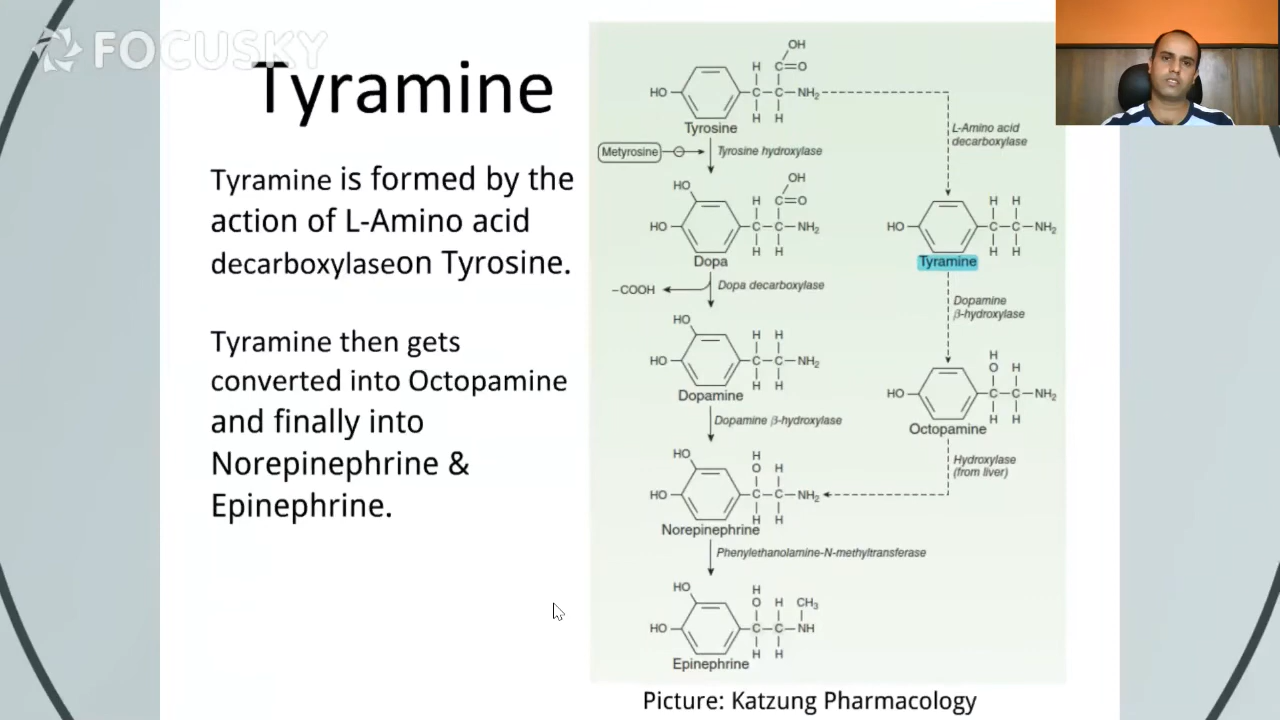 FOCUSKY
Tyramine
Tyramine is formed by the
action of L-Amino acid
decarboxylaseon Tyrosine.
Tyramine then gets
converted into Octopamine
and finally into
Norepinephrine &
Epinephrine.
OH
H C=O
HO C-C-NH₂
H H
Tyrosine
L-Amino acid
decarboxylase
Metyrosine
Tyrosine hydroxylase
OH
HO H C=O
HO C-C-NH₂
H H
Dopa
H H
HO C-C-NH₂
H H
Tyramine
-COOH
Dopa decarboxylase
Dopamine
β-hydroxylase
HO H H
HO C-C-NH₂
H H
Dopamine
H
O H
HO C-C-NH₂
H H
Octopamine
Dopamine β-hydroxylase
Hydroxylase
(from liver)
H
HO O H
HO C-C-NH₂
H H
Norepinephrine
Phenylethanolamine-N-methyltransferase
H
HO O H CH₃
HO C-C-NH
H H
Epinephrine
Picture: Katzung Pharmacology